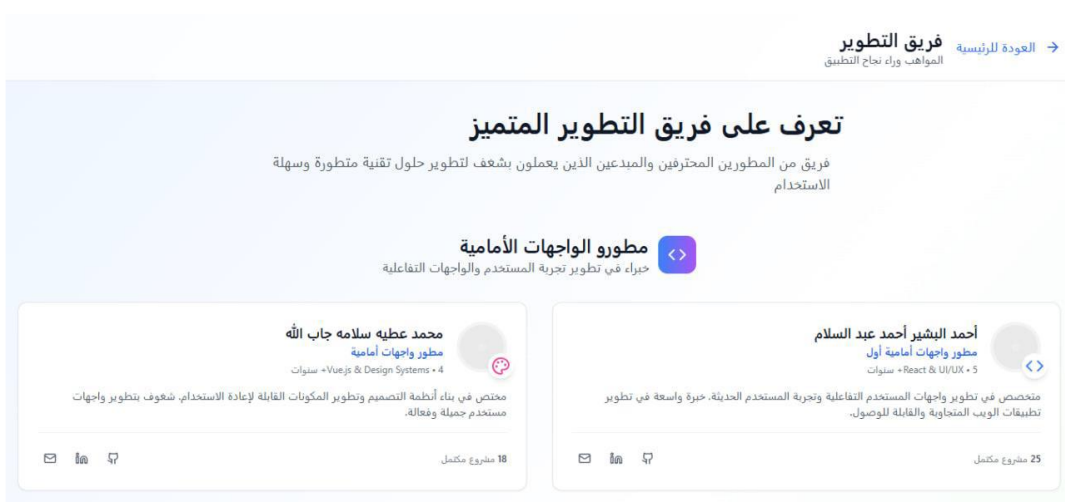 العودة للرئيسية
فريق التطوير
المواهب وراء نجاح التطبيق
تعرف على فريق التطوير المتميز
فريق من المطورين المحترفين والمبدعين الذين يعملون بشغف لتطوير حلول تقنية متطورة وسهلة
الاستخدام
مطورو الواجهات الأمامية
خبراء في تطوير تجربة المستخدم والواجهات التفاعلية
أحمد البشير أحمد عبد السلام
مطور واجهات أمامية أول
React & UI/UX • 5+ سنوات
متخصص في تطوير واجهات المستخدم التفاعلية وتجربة المستخدم الحديثة. خبرة واسعة في تطوير
تطبيقات الويب المتجاوبة والقابلة للوصول.
25 مشروع مكتمل
محمد عطيه سلامه جاب الله
مطور واجهات أمامية
Vue.js & Design Systems • 4+ سنوات
مختص في بناء أنظمة التصميم وتطوير المكونات القابلة لإعادة الاستخدام. شغوف بتطوير واجهات
مستخدم جميلة وفعالة.
18 مشروع مكتمل